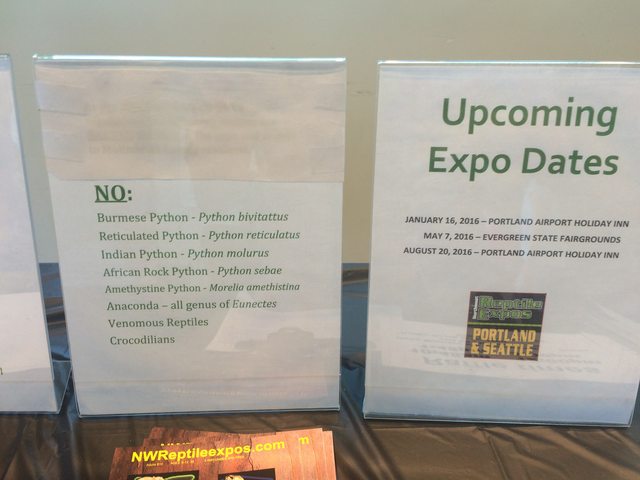 NO:
Burmese Python - Python bivitattus
Reticulated Python - Python reticulatus
Indian Python - Python molurus
African Rock Python - Python sebae
Amethystine Python - Morelia amethistina
Anaconda – all genus of Eunectes
Venomous Reptiles
Crocodilians
Upcoming
Expo Dates
JANUARY 16, 2016 – PORTLAND AIRPORT HOLIDAY INN
MAY 7, 2016 – EVERGREEN STATE FAIRGROUNDS
AUGUST 20, 2016 – PORTLAND AIRPORT HOLIDAY INN
Reptile
Expos
PORTLAND
& SEATTLE
NWReptileexpos.com